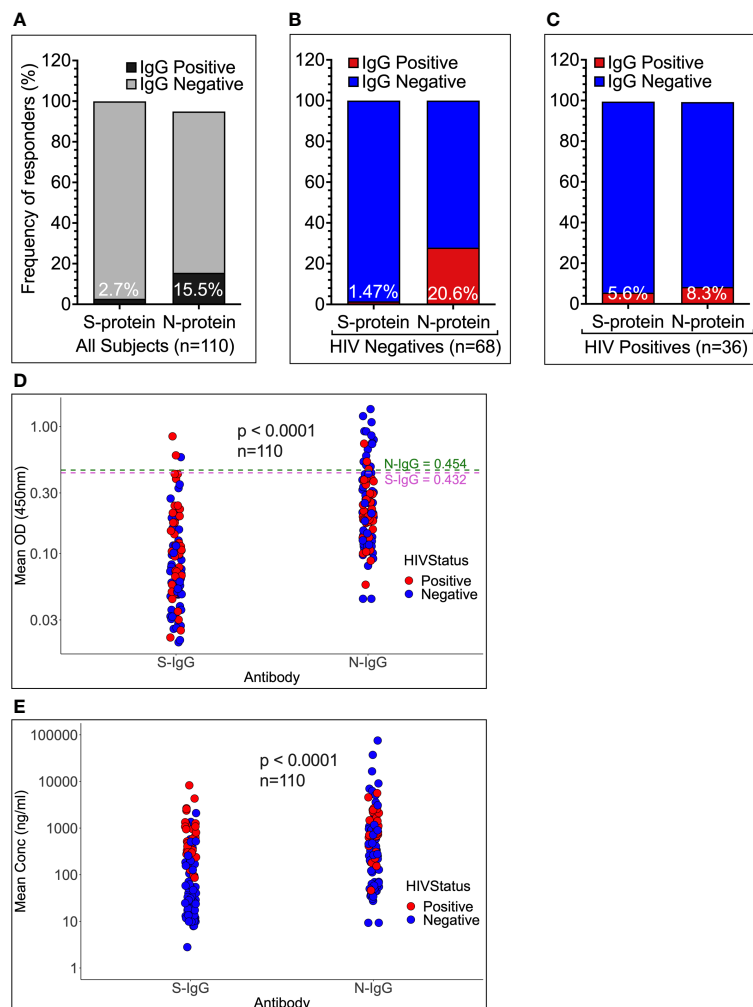 A
IgG Positive
IgG Negative
Frequency of responders (%)
120
100
80
60
40
20
0
2.7%
15.5%
S-protein N-protein
All Subjects (n=110)
B
IgG Positive
IgG Negative
120
100
80
60
40
20
0
1.47%
20.6%
S-protein N-protein
HIV Negatives (n=68)
C
IgG Positive
IgG Negative
120
100
80
60
40
20
0
5.6%
8.3%
S-protein N-protein
HIV Positives (n=36)
D
Mean OD (450nm)
1.00
0.30
0.10
0.03
p < 0.0001
n=110
N-IgG = 0.454
S-IgG = 0.432
HIVStatus
Positive
Negative
S-IgG
N-IgG
Antibody
E
Mean Conc (ng/ml)
100000
10000
1000
100
10
1
p < 0.0001
n=110
HIVStatus
Positive
Negative
S-IgG
N-IgG
Antibody